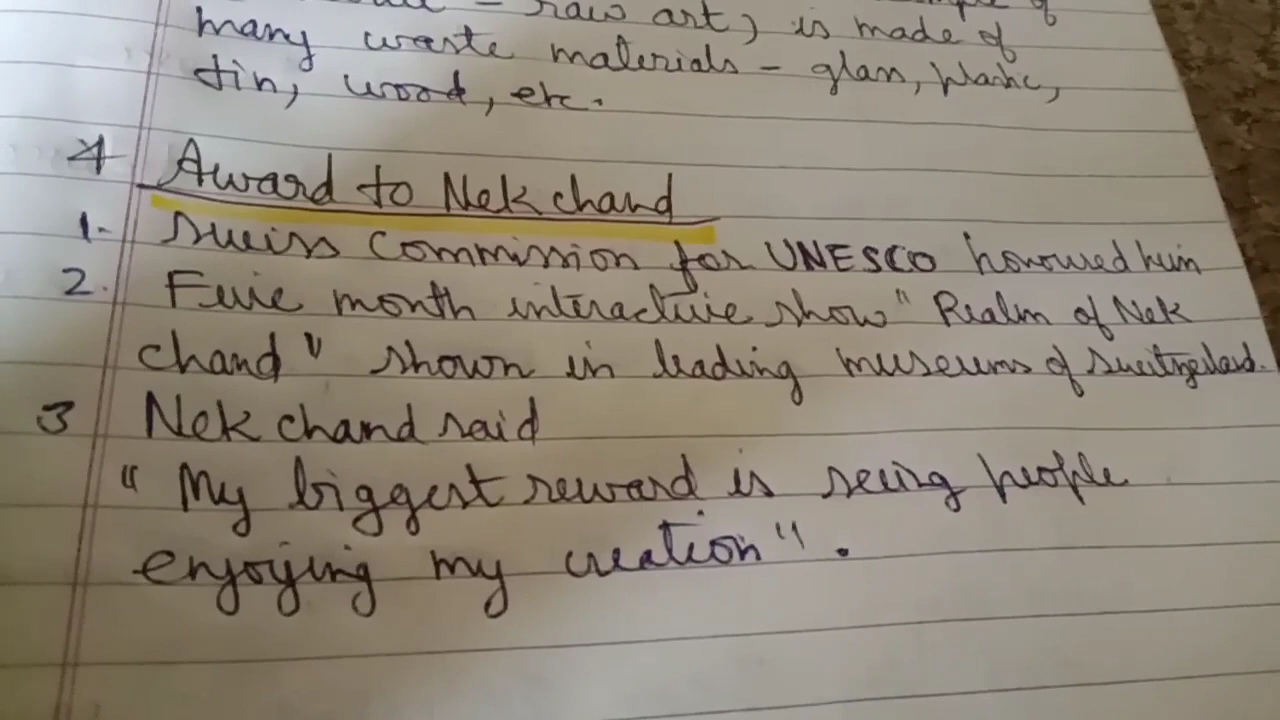 - raw art) is made of
many waste materials - glass, plastic,
tin, wood, etc.
4 Award to Nek chand
1. Swiss Commission for UNESCO honoured him
2. Five month interactive show "Realm of Nek
chand" shown in leading museums of Switzerland.
3 Nek chand said
" My biggest reward is seeing people
enjoying my creation".